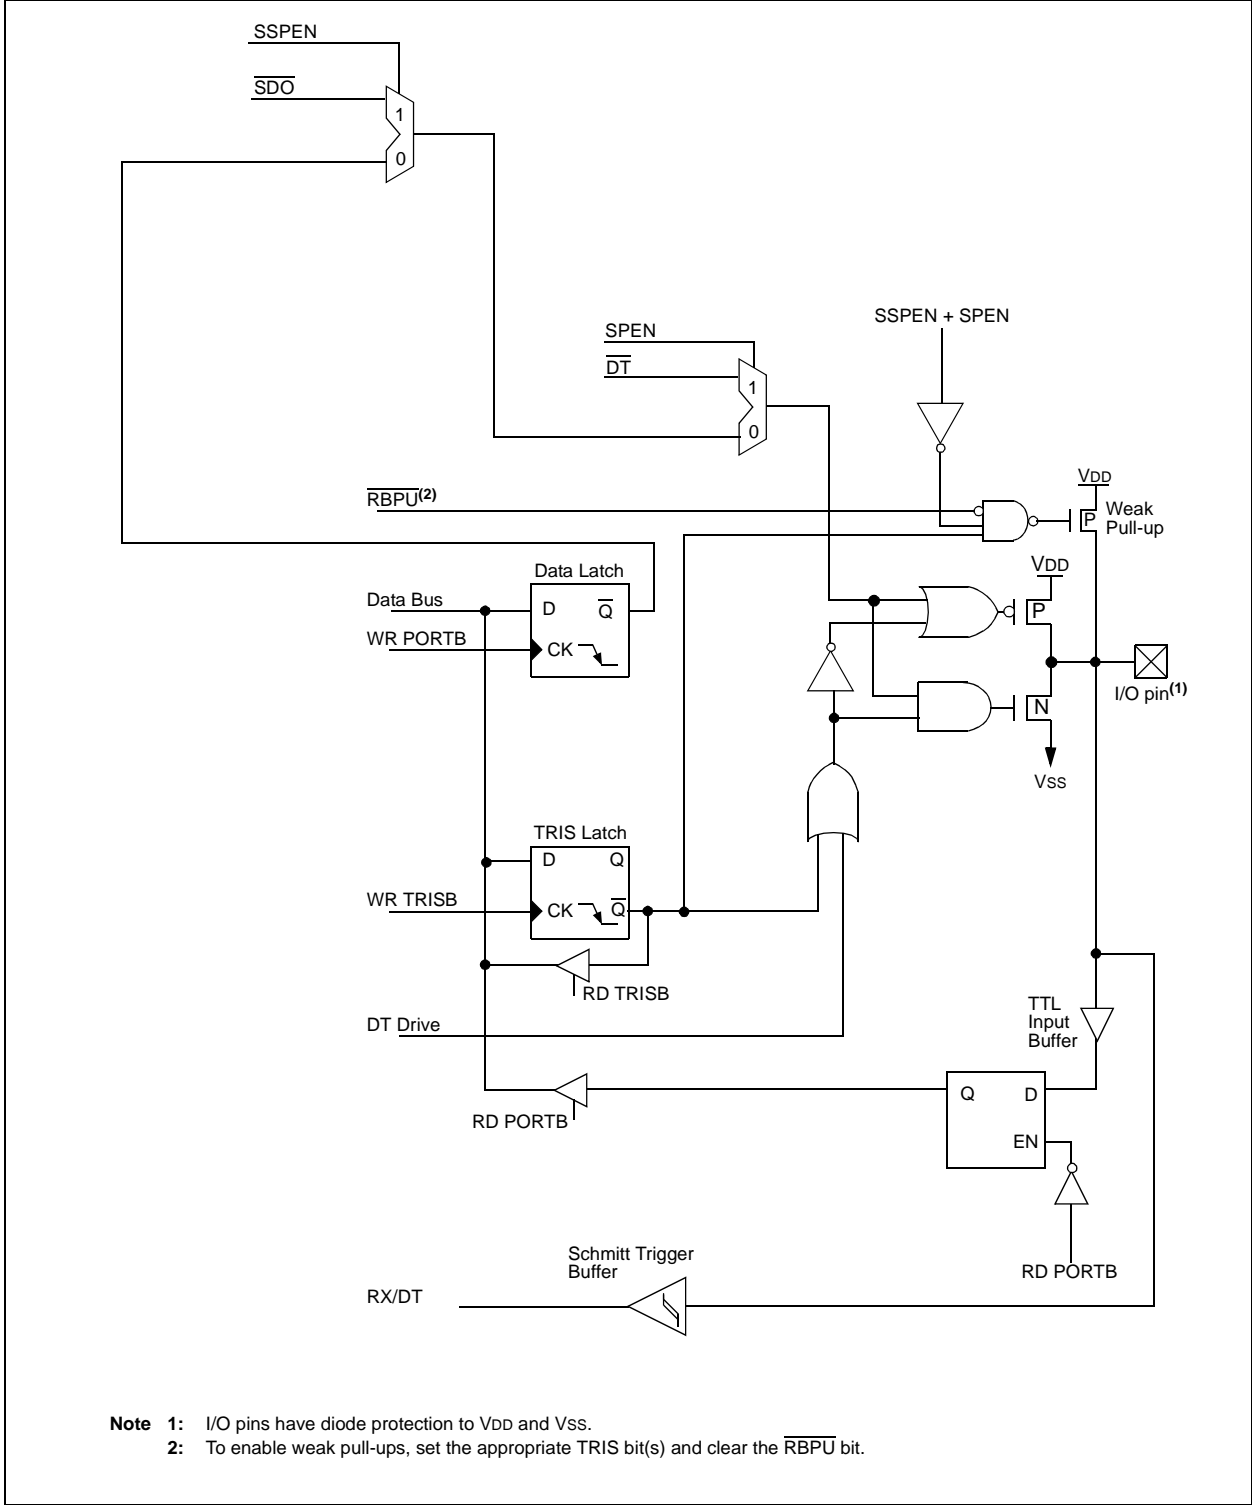 SSPEN
SDO
1
0
SSPEN + SPEN
SPEN
DT
1
0
RBPU(2)
VDD
P
Weak
Pull-up
Data Latch
Data Bus
D
Q
WR PORTB
CK
VDD
P
I/O pin(1)
N
VSS
TRIS Latch
D
Q
WR TRISB
CK
Q
RD TRISB
DT Drive
TTL
Input
Buffer
Q
D
EN
RD PORTB
RD PORTB
Schmitt Trigger
Buffer
RX/DT
Note 1: I/O pins have diode protection to VDD and VSS.
2: To enable weak pull-ups, set the appropriate TRIS bit(s) and clear the RBPU bit.